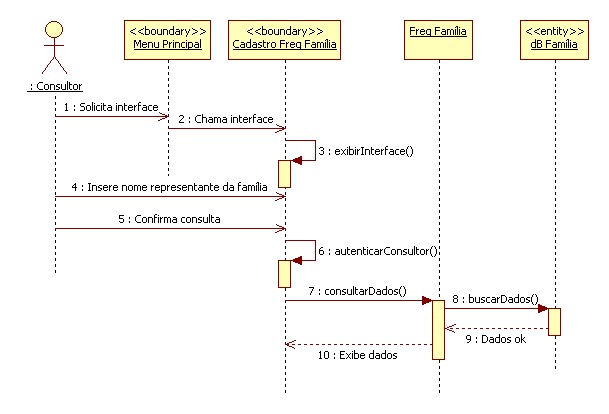 <<boundary>>
Menu Principal
<<boundary>>
Cadastro Freq Família
Freq Família
<<entity>>
dB Família
: Consultor
1 : Solicita interface
2 : Chama interface
3 : exibirInterface()
4 : Insere nome representante da família
5 : Confirma consulta
6 : autenticarConsultor()
7 : consultarDados()
8 : buscarDados()
9 : Dados ok
10 : Exibe dados